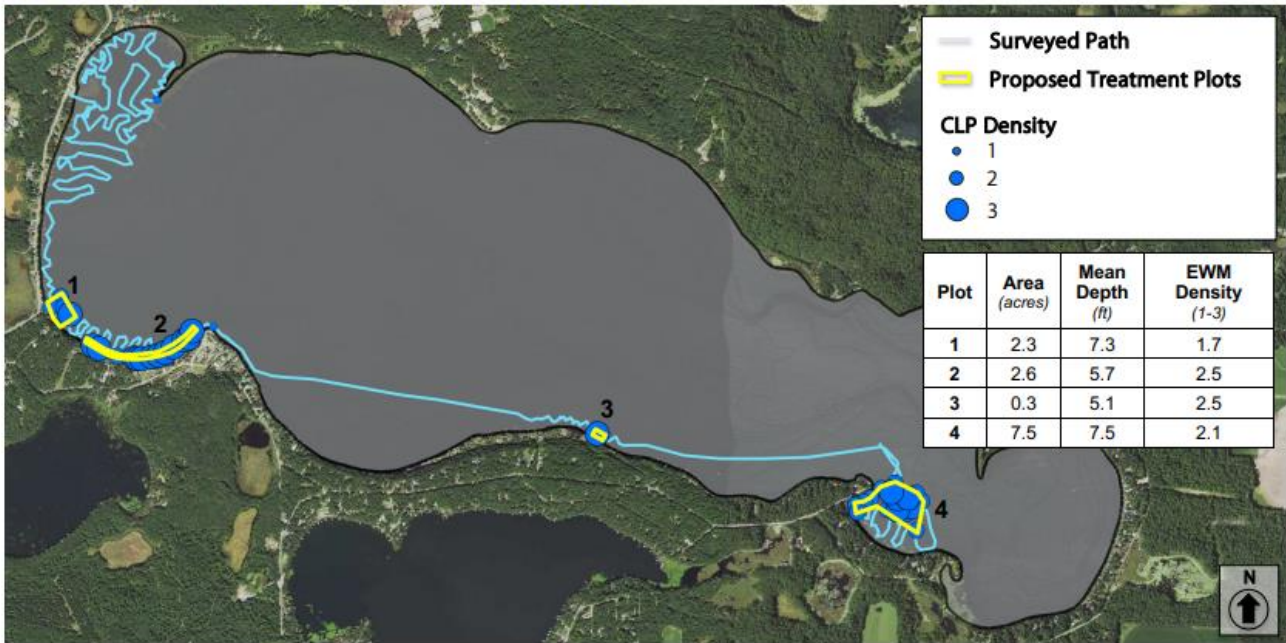 Surveyed Path
Proposed Treatment Plots
CLP Density
1
2
3
Plot Area (acres) Mean Depth (ft) EWM Density (1-3)
1 2.3 7.3 1.7
2 2.6 5.7 2.5
3 0.3 5.1 2.5
4 7.5 7.5 2.1
1
2
3
4
N